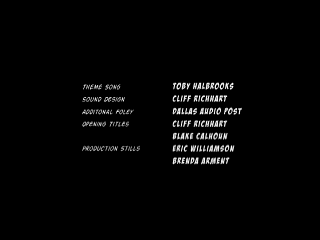 THEME SONG TOBY HALBROOKS
SOUND DESIGN CLIFF RICHHART
ADDITONAL FOLEY DALLAS AUDIO POST
OPENING TITLES CLIFF RICHHART
BLAKE CALHOUN
PRODUCTION STILLS ERIC WILLIAMSON
BRENDA ARMENT